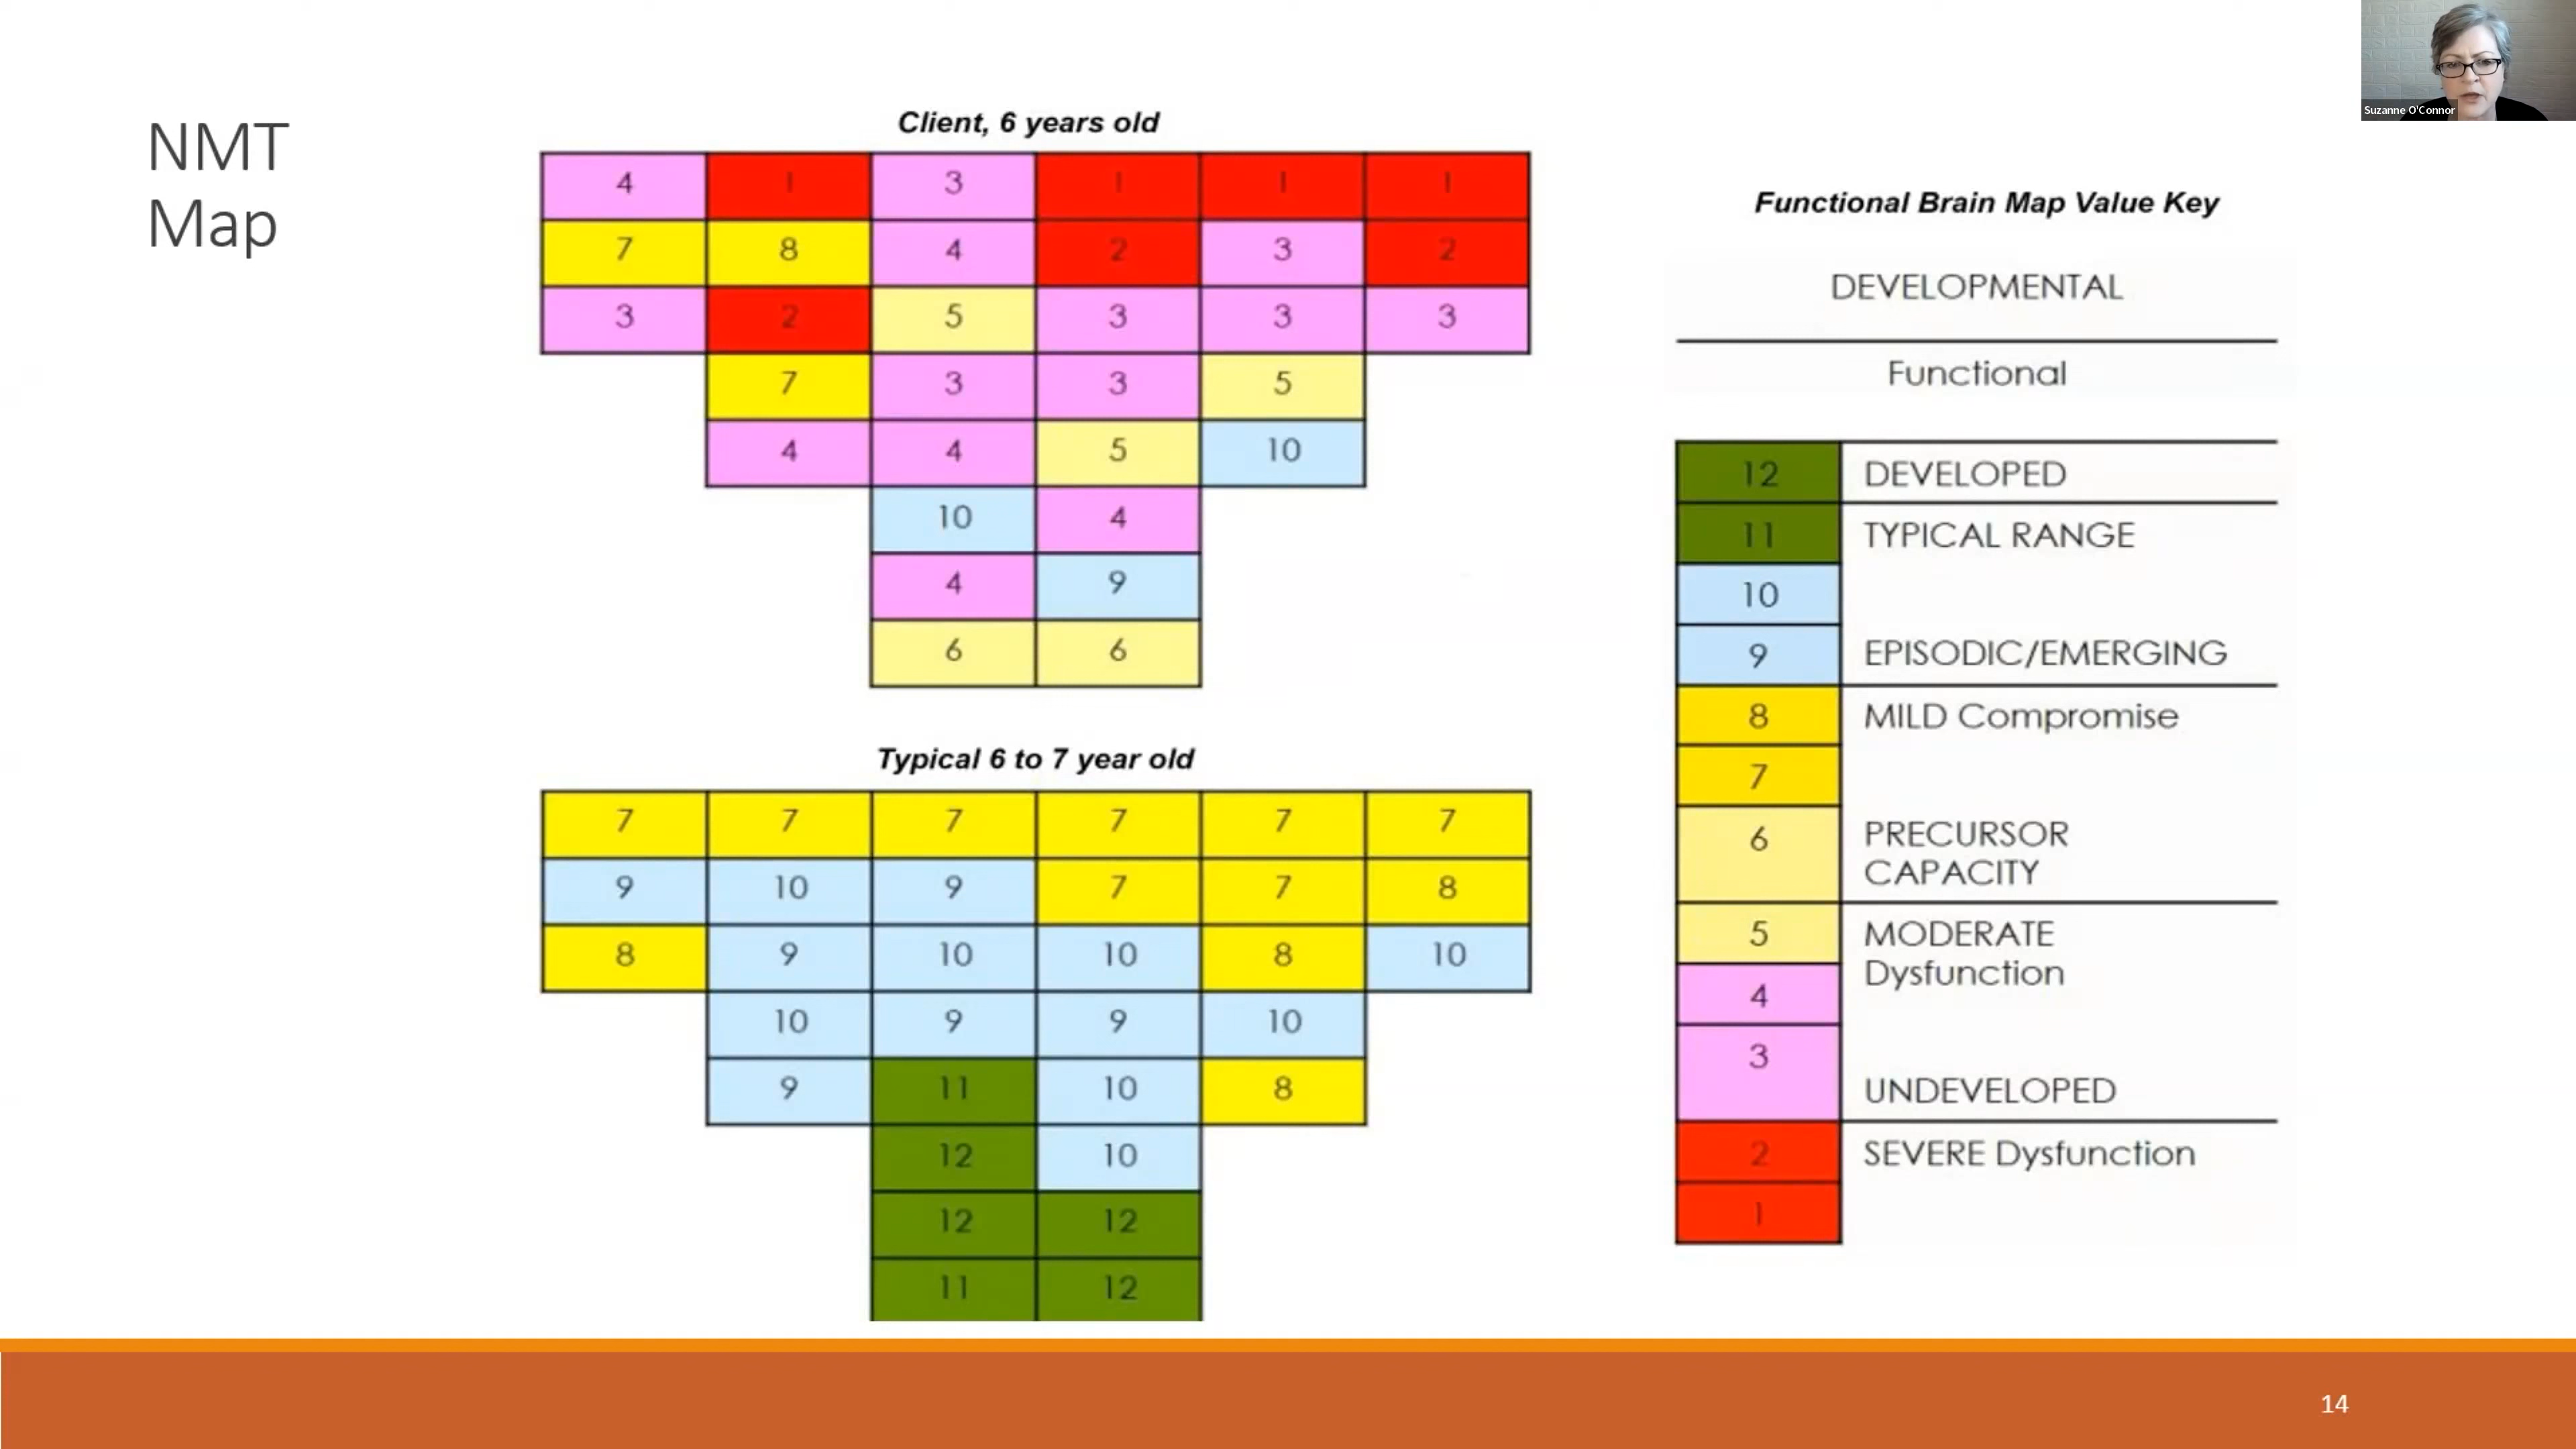 NMT
Map
Client, 6 years old
4 1 3 1 1 1
7 8 4 2 3 2
3 2 5 3 3 3
7 3 3 5
4 4 5 10
10 4
4 9
6 6
Typical 6 to 7 year old
7 7 7 7 7 7
9 10 9 7 7 8
8 9 10 10 8 10
10 9 9 10
9 11 10 8
12 10
12 12
11 12
Functional Brain Map Value Key
DEVELOPMENTAL
Functional
12 DEVELOPED
11 TYPICAL RANGE
10
9 EPISODIC/EMERGING
8 MILD Compromise
7
6 PRECURSOR
CAPACITY
5 MODERATE
Dysfunction
4
3
UNDEVELOPED
2 SEVERE Dysfunction
1
Suzanne O'Connor
14